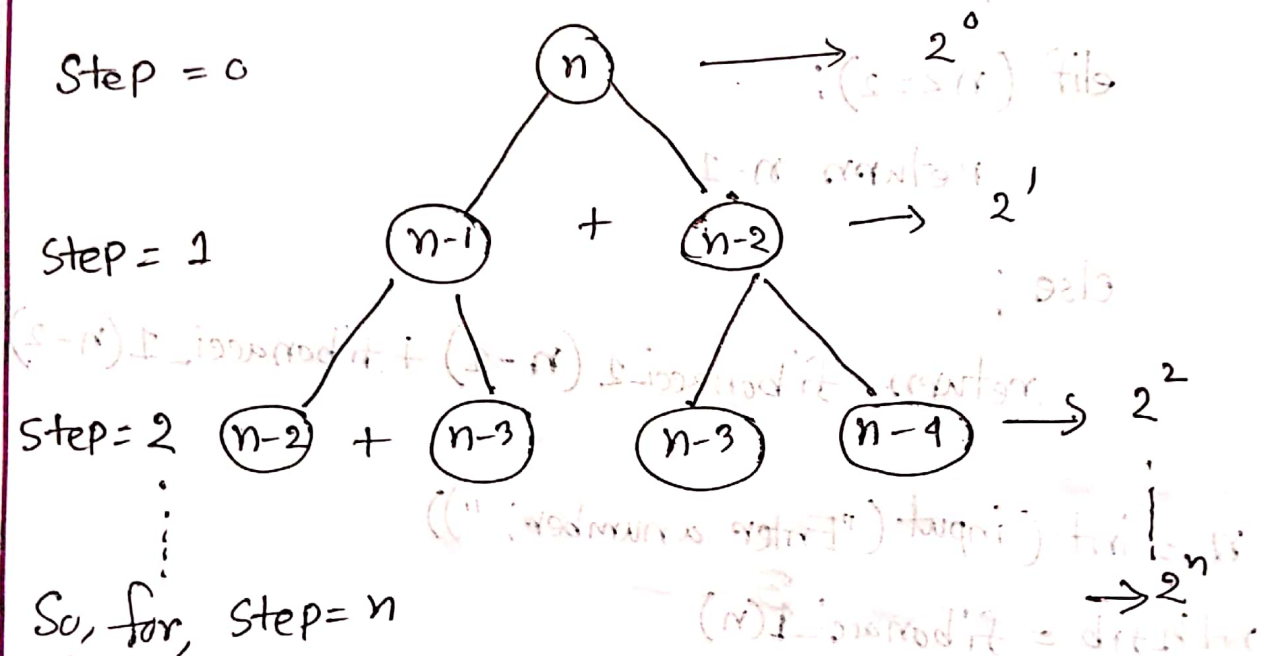 Step = 0 n → 2⁰
Step = 1 n-1 + n-2 → 2¹
Step = 2 n-2 + n-3 n-3 n-4 → 2²
So, for, Step = n → 2ⁿ